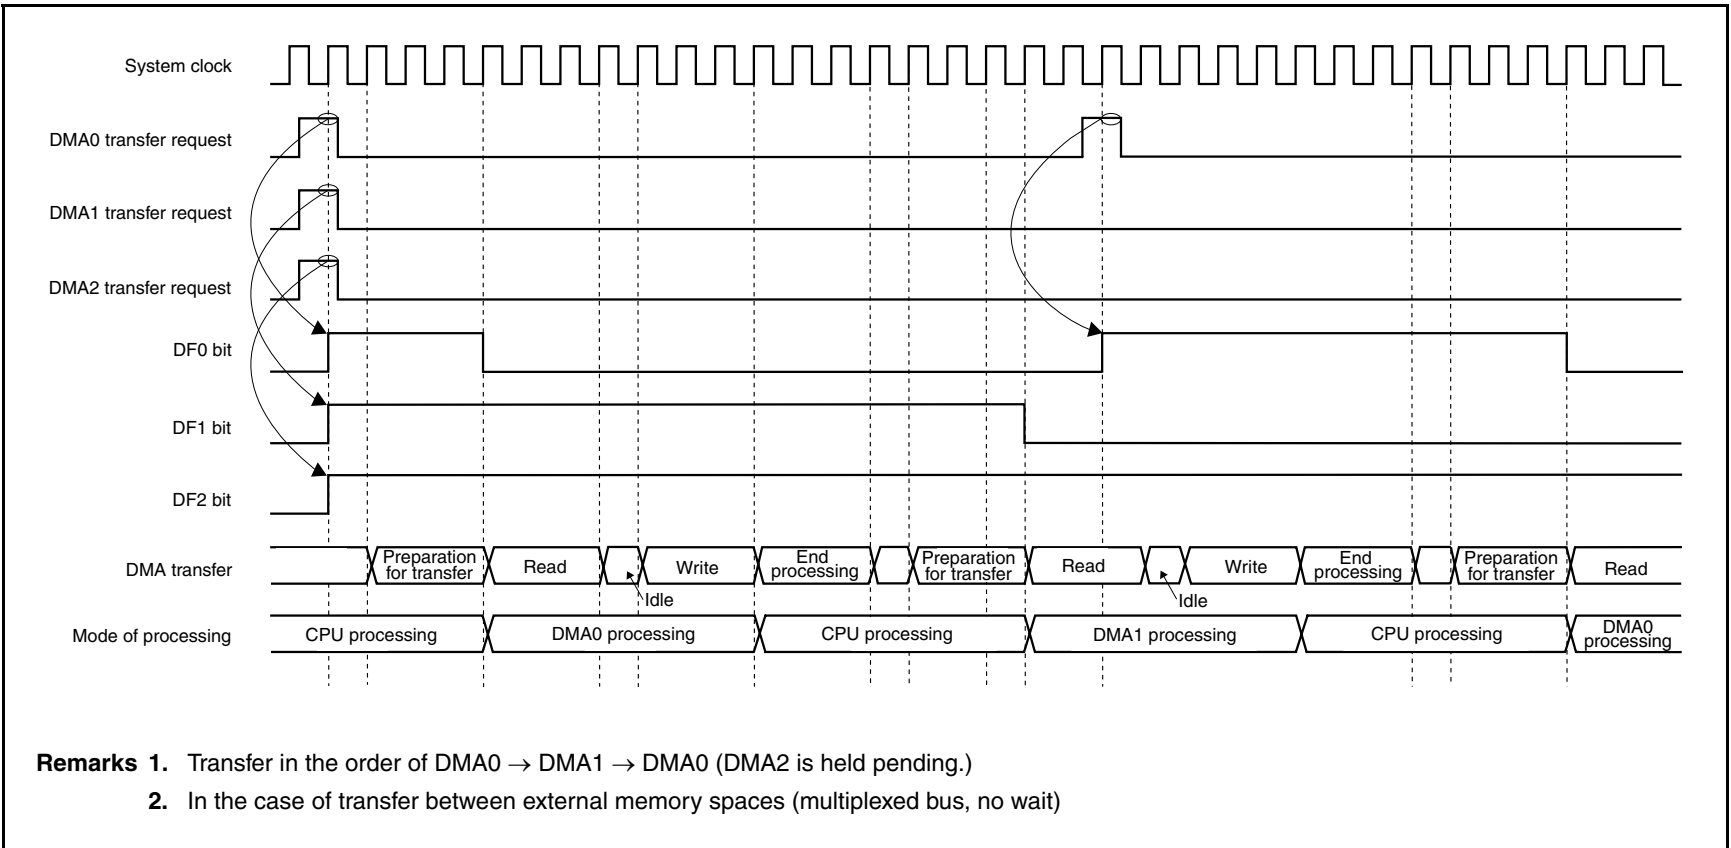 System clock
DMA0 transfer request
DMA1 transfer request
DMA2 transfer request
DF0 bit
DF1 bit
DF2 bit
DMA transfer
Preparation
for transfer
Read
Idle
Write
End
processing
Preparation
for transfer
Read
Idle
Write
End
processing
Preparation
for transfer
Read
Mode of processing
CPU processing
DMA0 processing
CPU processing
DMA1 processing
CPU processing
DMA0
processing
Remarks 1. Transfer in the order of DMA0 → DMA1 → DMA0 (DMA2 is held pending.)
2. In the case of transfer between external memory spaces (multiplexed bus, no wait)